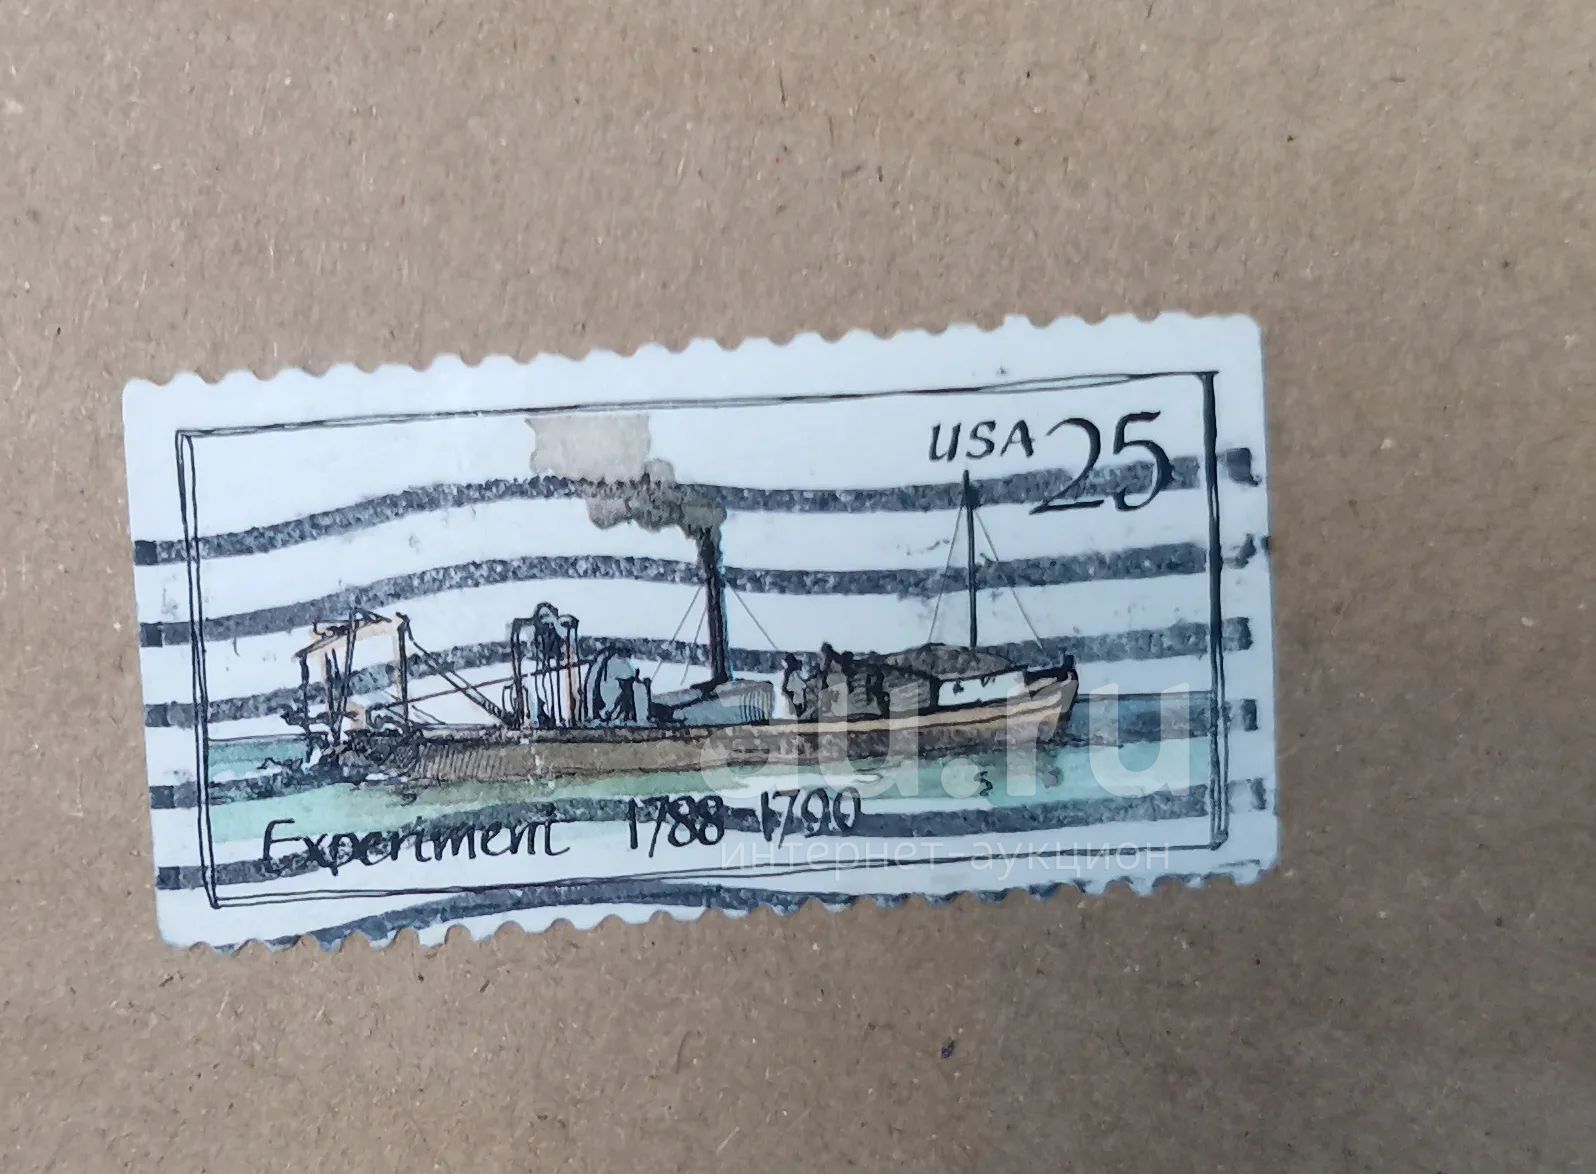 USA 25
Experiment 1788-1790
au.ru
интернет-аукцион